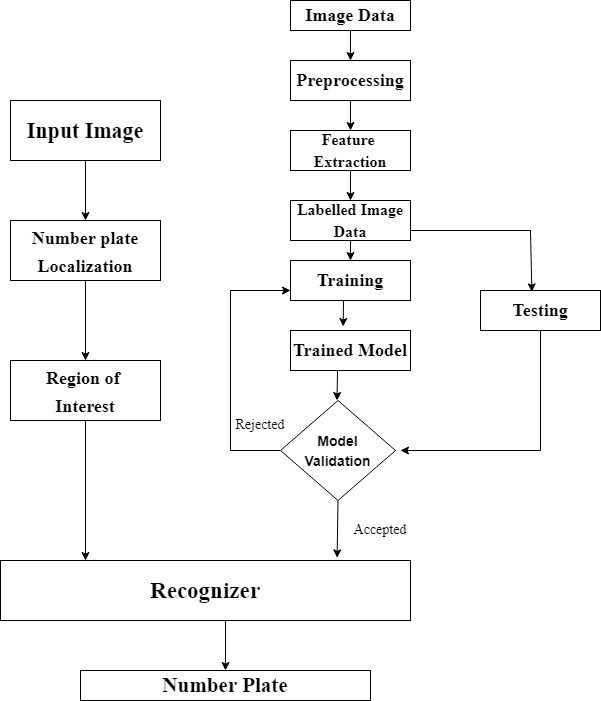 Image Data
Preprocessing
Input Image
Feature
Extraction
Number plate
Localization
Labelled Image
Data
Training
Testing
Trained Model
Region of
Interest
Rejected
Model
Validation
Accepted
Recognizer
Number Plate